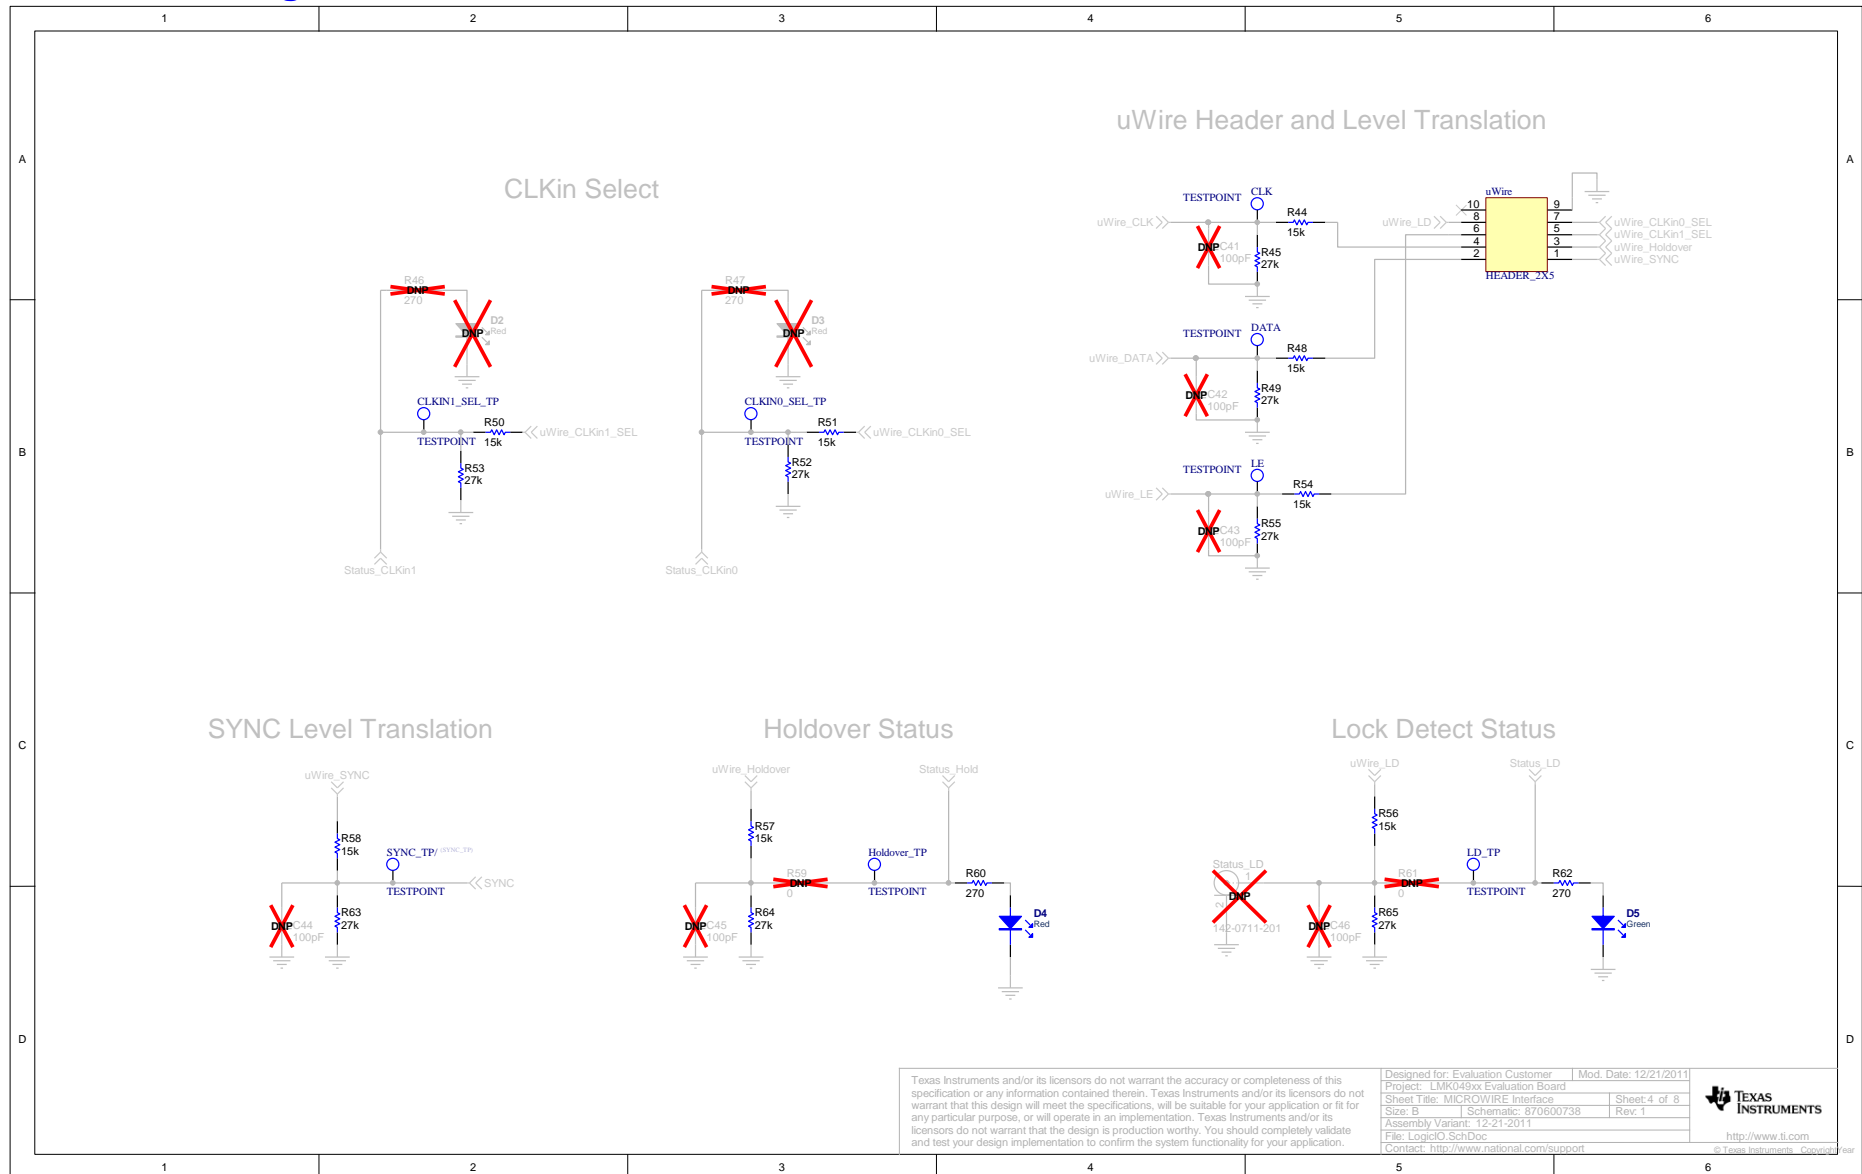 1 2 3 4 5 6
A A
uWire Header and Level Translation
CLKin Select
TESTPOINT CLK
uWire_CLK
R44
15k
DNP C41
100pF
R45
27k
uWire_LD
uWire
10 9
8 7
6 5
4 3
2 1
HEADER_2X5
uWire_CLKin0_SEL
uWire_CLKin1_SEL
uWire_Holdover
uWire_SYNC
R46
DNP
270
DNP
D2
Red
R47
DNP
270
DNP
D3
Red
TESTPOINT DATA
uWire_DATA
R48
15k
DNP C42
100pF
R49
27k
CLKIN1_SEL_TP
TESTPOINT
R50
15k
uWire_CLKin1_SEL
R53
27k
Status_CLKin1
CLKIN0_SEL_TP
TESTPOINT
R51
15k
uWire_CLKin0_SEL
R52
27k
Status_CLKin0
B B
TESTPOINT LE
uWire_LE
R54
15k
DNP C43
100pF
R55
27k
SYNC Level Translation
uWire_SYNC
R58
15k
SYNC_TP/ (SYNC_TP)
TESTPOINT
SYNC
DNP C44
100pF
R63
27k
Holdover Status
uWire_Holdover
Status_Hold
R57
15k
R59
DNP
0
Holdover_TP
TESTPOINT
R60
270
DNP C45
100pF
R64
27k
D4
Red
Lock Detect Status
uWire_LD
Status_LD
R56
15k
Status_LD
1
DNP
2
142-0711-201
R61
DNP
0
LD_TP
TESTPOINT
R62
270
DNP C46
100pF
R65
27k
D5
Green
C C
D D
Texas Instruments and/or its licensors do not warrant the accuracy or completeness of this
specification or any information contained therein. Texas Instruments and/or its licensors do not
warrant that this design will meet the specifications, will be suitable for your application or fit for
any particular purpose, or will operate in an implementation. Texas Instruments and/or its
licensors do not warrant that the design is production worthy. You should completely validate
and test your design implementation to confirm the system functionality for your application.
Designed for: Evaluation Customer Mod. Date: 12/21/2011
Project: LMK049xx Evaluation Board
Sheet Title: MICROWIRE Interface Sheet: 4 of 8
Size: B Schematic: 870600738 Rev: 1
Assembly Variant: 12-21-2011
File: LogicIO.SchDoc
Contact: http://www.national.com/support
TEXAS
INSTRUMENTS
http://www.ti.com
© Texas Instruments CopyrightYear
1 2 3 4 5 6